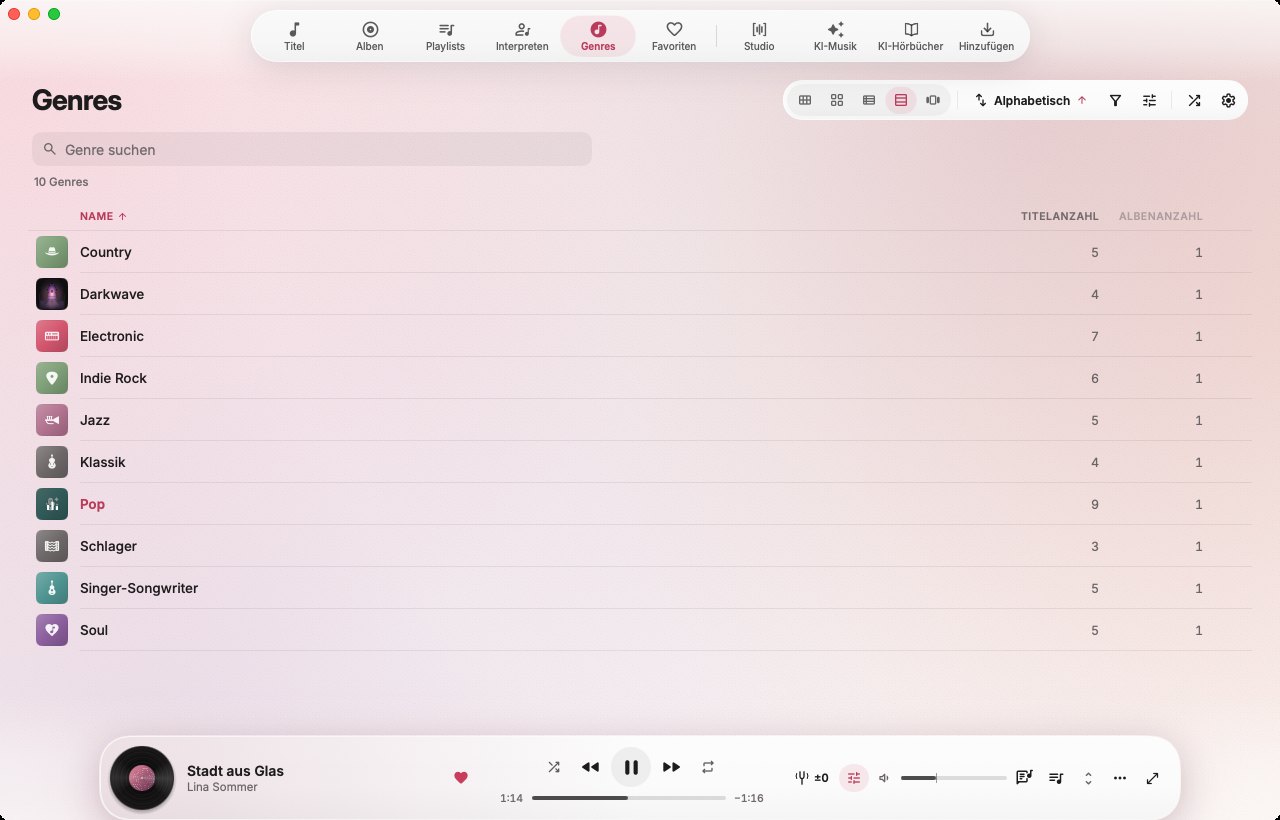 Titel
Alben
Playlists
Interpreten
Genres
Favoriten
Studio
KI-Musik
KI-Hörbücher
Hinzufügen
Genres
Alphabetisch
Genre suchen
10 Genres
NAME TITELANZAHL ALBENANZAHL
Country 5 1
Darkwave 4 1
Electronic 7 1
Indie Rock 6 1
Jazz 5 1
Klassik 4 1
Pop 9 1
Schlager 3 1
Singer-Songwriter 5 1
Soul 5 1
Stadt aus Glas
Lina Sommer
1:14
−1:16
±0